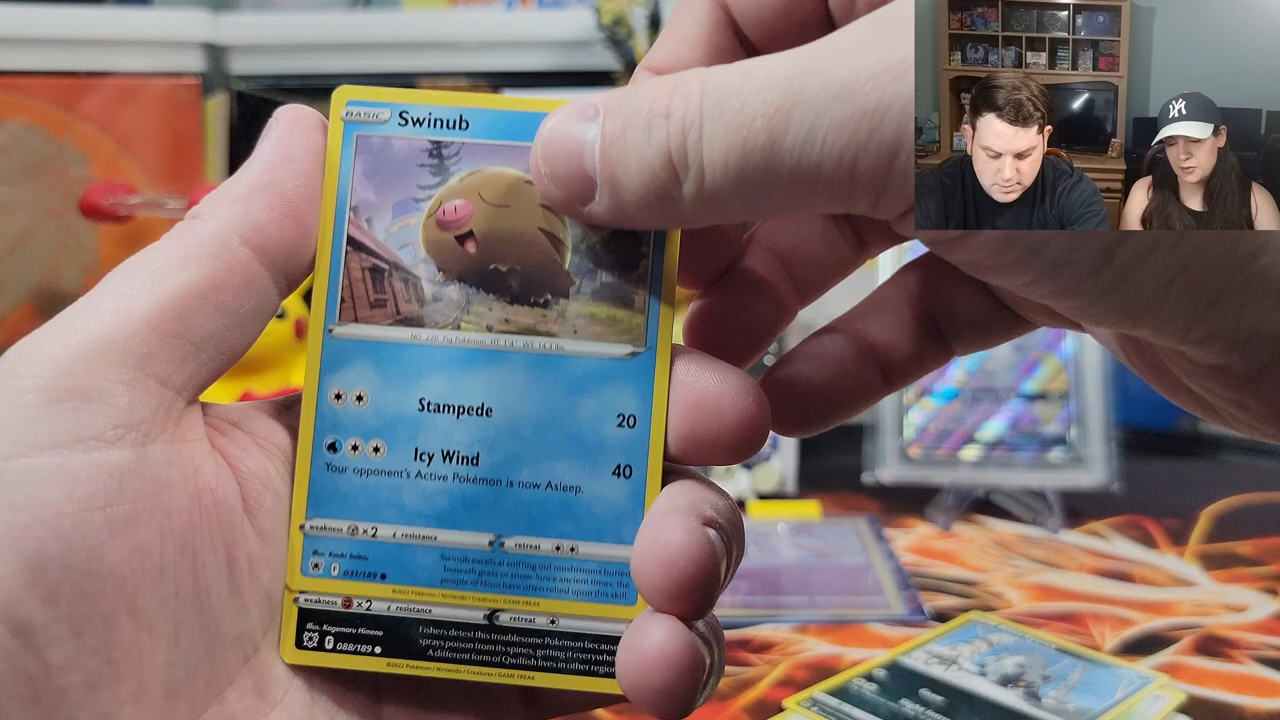 BASIC Swinub
NO. 220 Pig Pokémon HT: 1'4" WT: 14.3 lbs.
Stampede 20
Icy Wind 40
Your opponent's Active Pokémon is now Asleep.
weakness ×2 resistance retreat
Illus. Kouki Saitou
F 031/189
Swinub excels at sniffing out mushrooms buried
beneath grass or snow. Since ancient times, the
people of Hisui have often relied upon this skill.
©2022 Pokémon / Nintendo / Creatures / GAME FREAK
weakness ×2 resistance retreat
Illus. Kagemaru Himeno
F 088/189
Fishers detest this troublesome Pokémon because
sprays poison from its spines, getting it everywhe
A different form of Qwilfish lives in other region
©2022 Pokémon / Nintendo / Creatures / GAME FREAK
NY